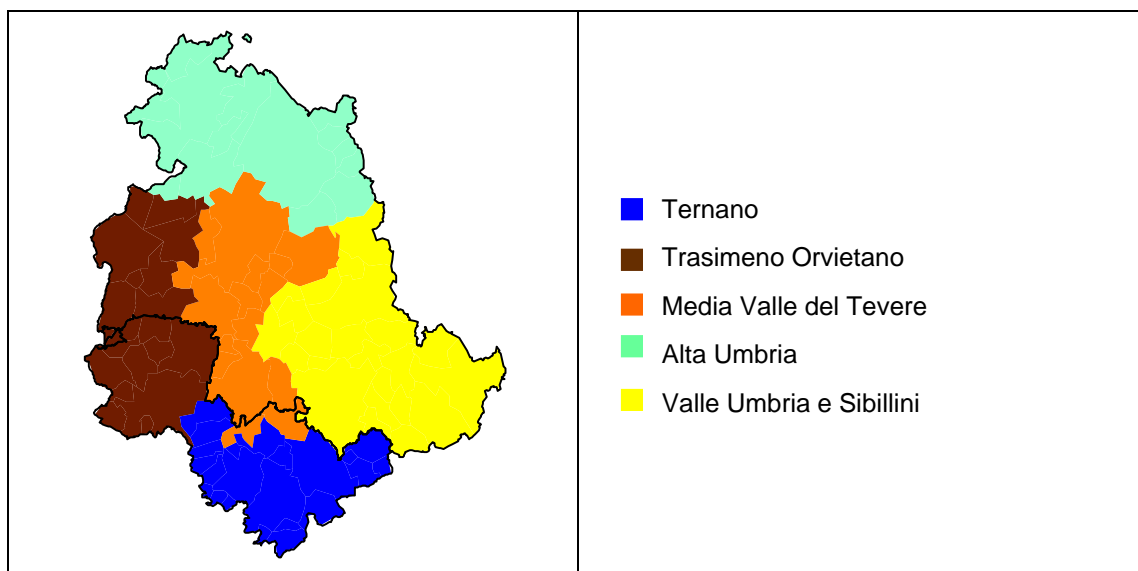 Ternano
Trasimeno Orvietano
Media Valle del Tevere
Alta Umbria
Valle Umbria e Sibillini